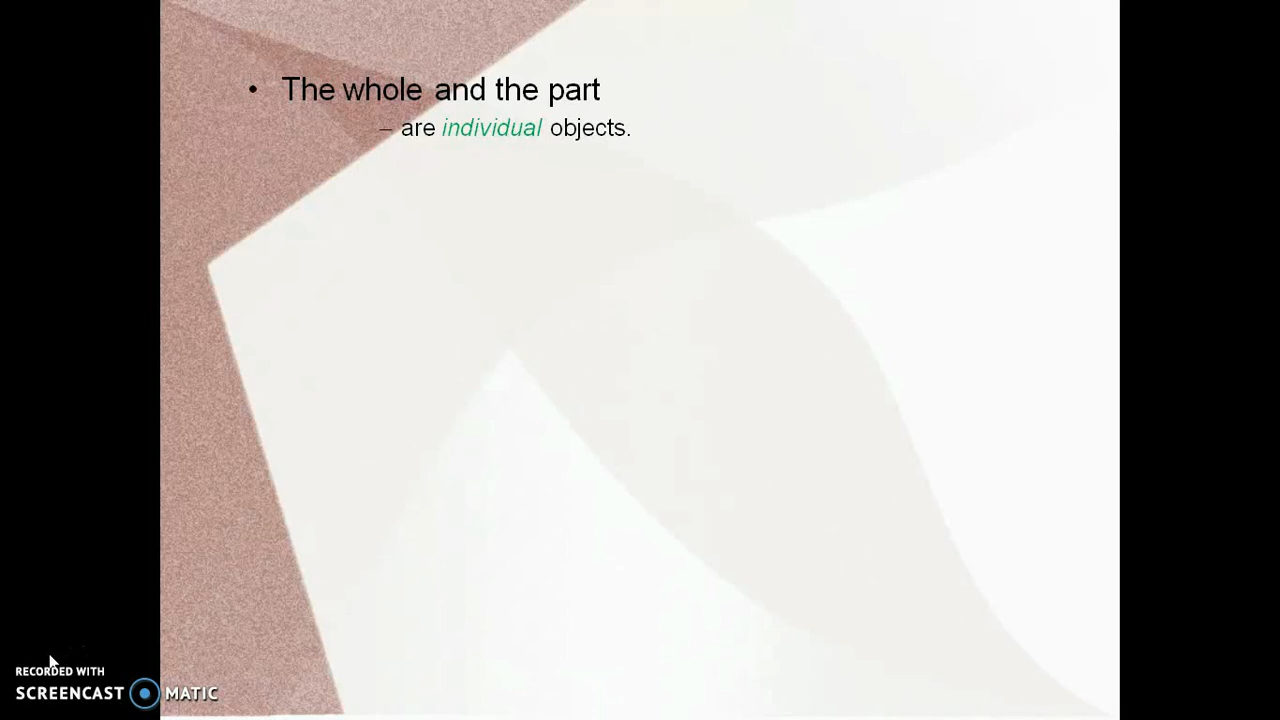 • The whole and the part
– are individual objects.
RECORDED WITH
SCREENCAST MATIC